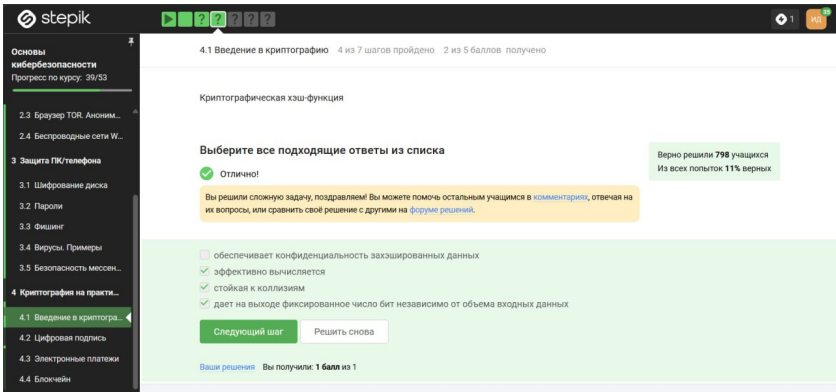 stepik
1
ИД
39
Основы
кибербезопасности
Прогресс по курсу: 39/53
2.3 Браузер TOR. Аноним...
2.4 Беспроводные сети W...
3 Защита ПК/телефона
3.1 Шифрование диска
3.2 Пароли
3.3 Фишинг
3.4 Вирусы. Примеры
3.5 Безопасность мессен...
4 Криптография на практи...
4.1 Введение в криптогра...
4.2 Цифровая подпись
4.3 Электронные платежи
4.4 Блокчейн
4.1 Введение в криптографию 4 из 7 шагов пройдено 2 из 5 баллов получено
Криптографическая хэш-функция
Выберите все подходящие ответы из списка
Отлично!
Верно решили 798 учащихся
Из всех попыток 11% верных
Вы решили сложную задачу, поздравляем! Вы можете помочь остальным учащимся в комментариях, отвечая на
их вопросы, или сравнить своё решение с другими на форуме решений.
обеспечивает конфиденциальность захэшированных данных
эффективно вычисляется
стойкая к коллизиям
дает на выходе фиксированное число бит независимо от объема входных данных
Следующий шаг Решить снова
Ваши решения Вы получили: 1 балл из 1